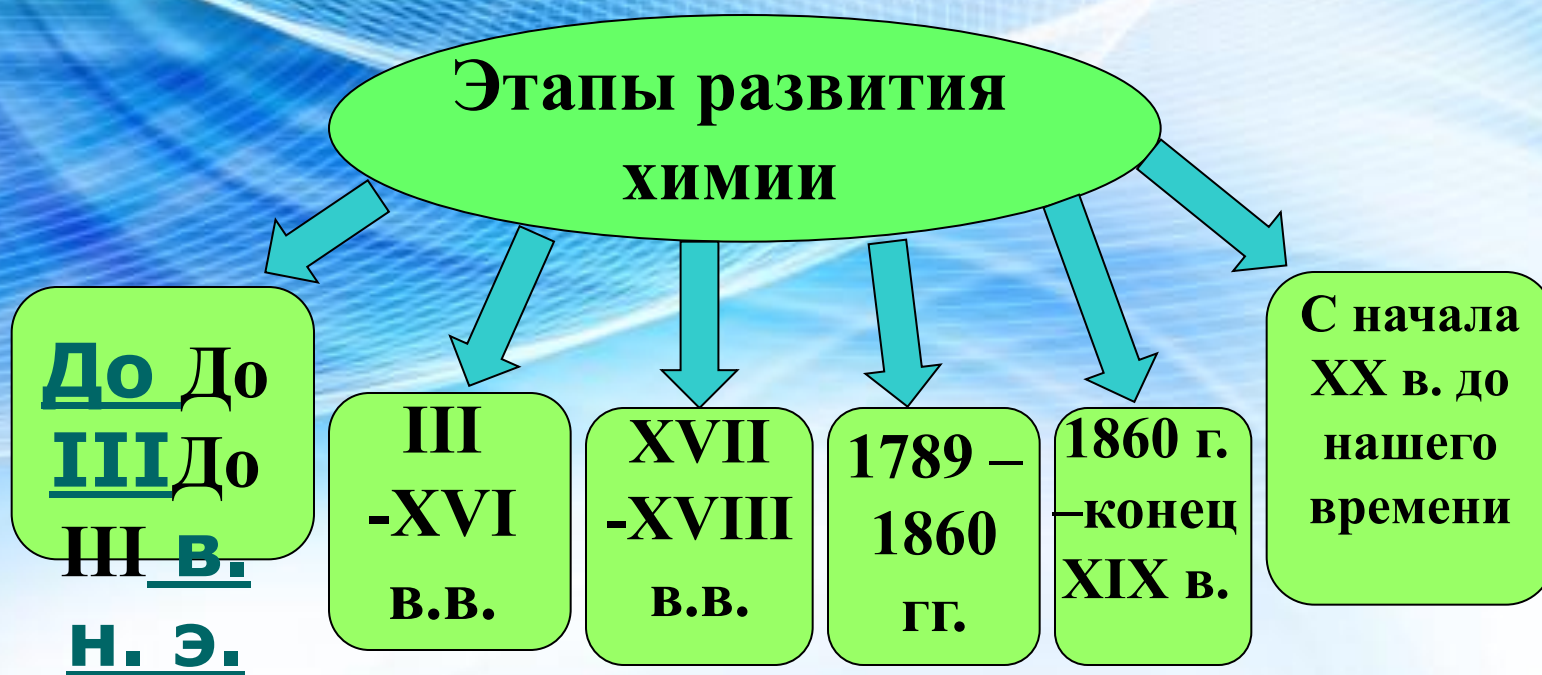 Этапы развития
химии
До До
IIIДо
III в.
н. э.
III
-XVI
в.в.
XVII
-XVIII
в.в.
1789 –
1860
гг.
1860 г.
–конец
XIX в.
С начала
XX в. до
нашего
времени